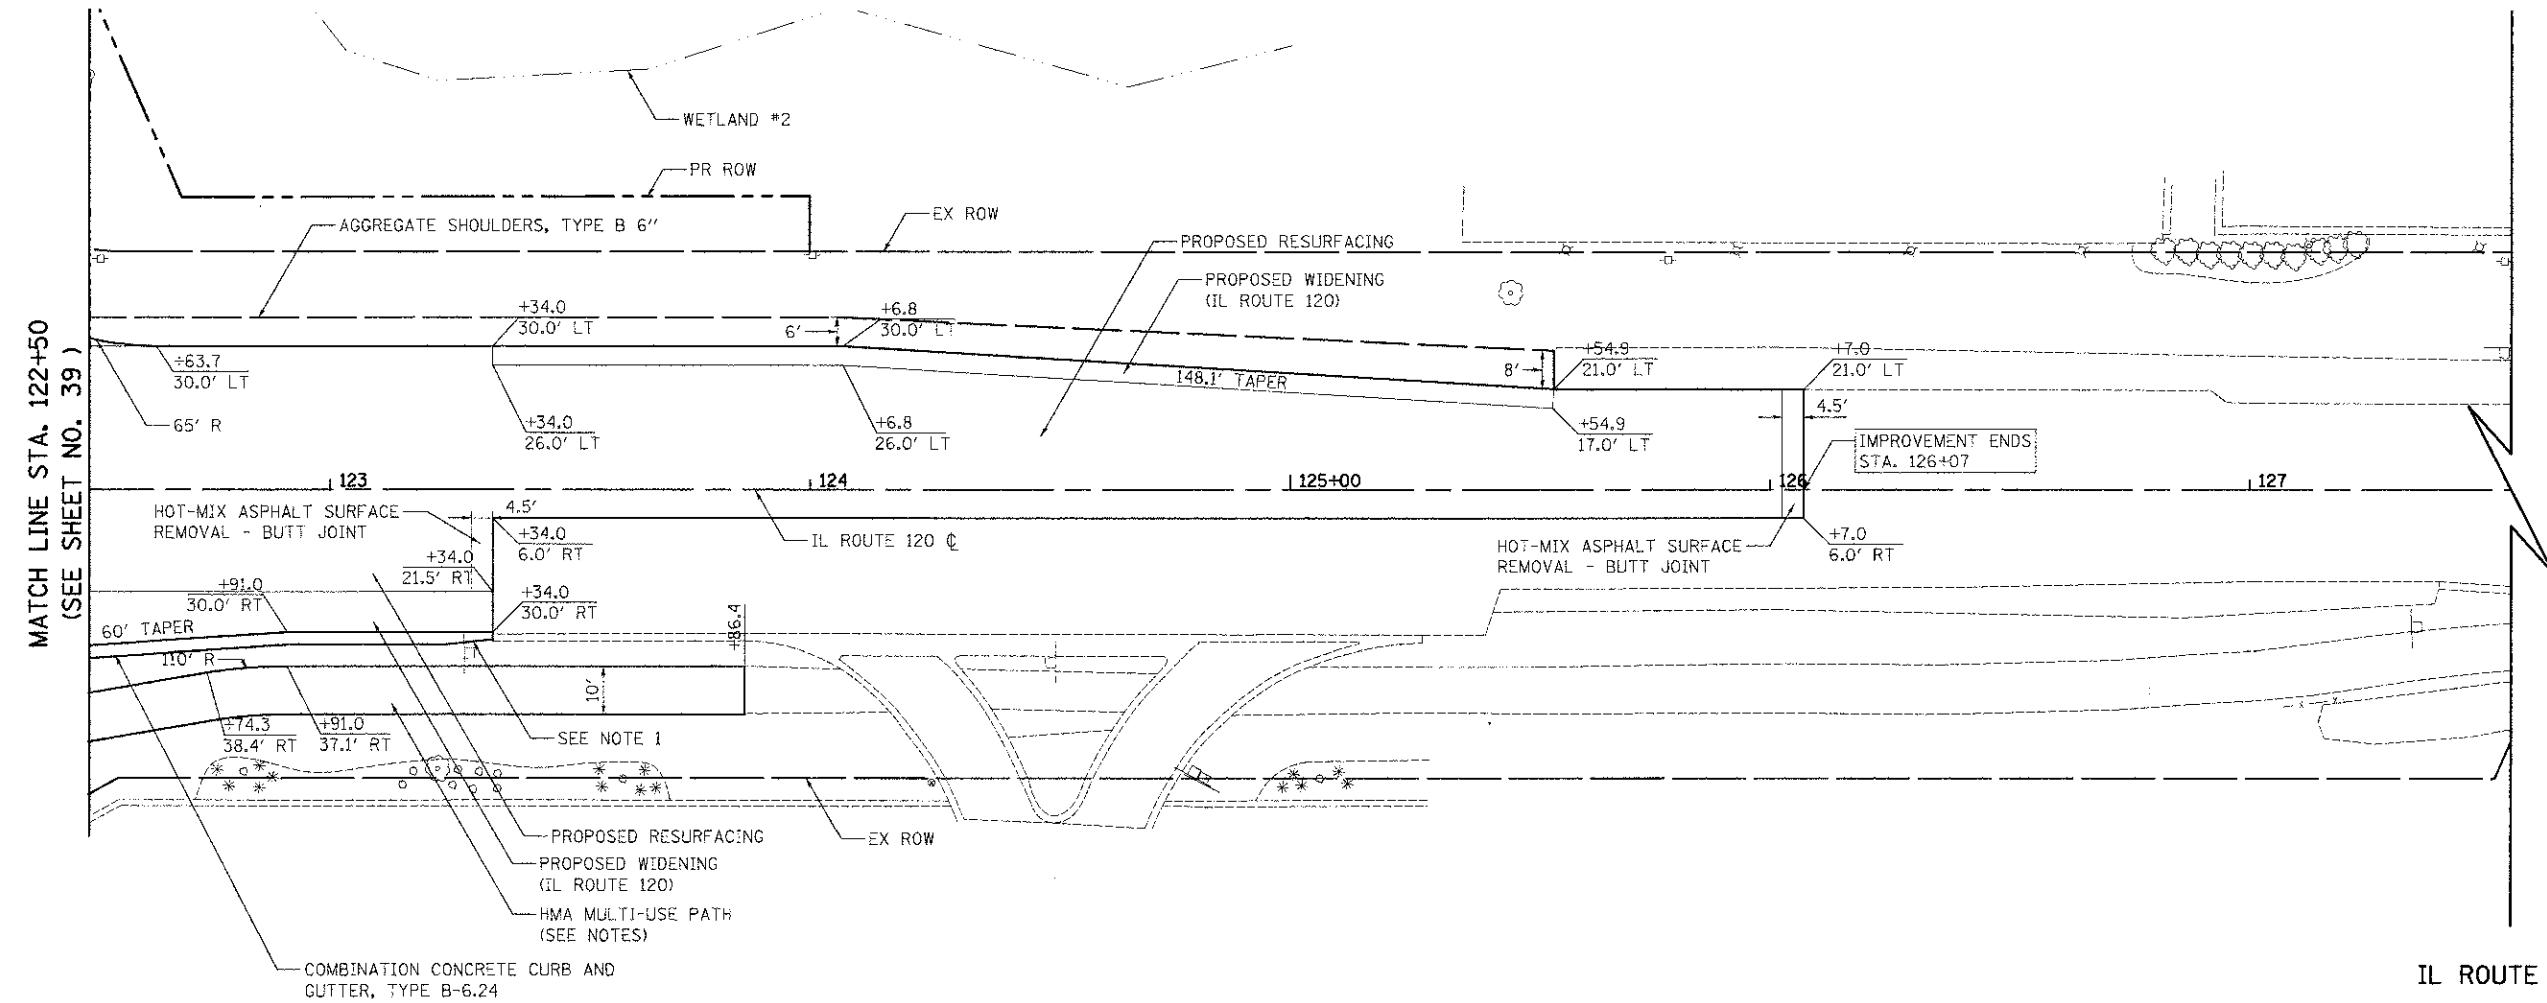 WETLAND #2
PR ROW
AGGREGATE SHOULDERS, TYPE B 6"
EX ROW
PROPOSED RESURFACING
PROPOSED WIDENING
(IL ROUTE 120)
MATCH LINE STA. 122+50
(SEE SHEET NO. 39 )
+34.0
30.0' LT
6'
+6.8
30.0' LT
+63.7
30.0' LT
65' R
+34.0
26.0' LT
+6.8
26.0' LT
148.1' TAPER
8'
+54.9
21.0' LT
+7.0
21.0' LT
4.5'
+54.9
17.0' LT
IMPROVEMENT ENDS
STA. 126+07
123
124
125+00
126
127
HOT-MIX ASPHALT SURFACE
REMOVAL - BUTT JOINT
4.5'
+34.0
6.0' RT
IL ROUTE 120 ℄
HOT-MIX ASPHALT SURFACE
REMOVAL - BUTT JOINT
+7.0
6.0' RT
+34.0
21.5' RT
+91.0
30.0' RT
+34.0
30.0' RT
+86.4
60' TAPER
110' R
10'
+74.3
38.4' RT
+91.0
37.1' RT
SEE NOTE 1
PROPOSED RESURFACING
PROPOSED WIDENING
(IL ROUTE 120)
EX ROW
HMA MULTI-USE PATH
(SEE NOTES)
COMBINATION CONCRETE CURB AND
GUTTER, TYPE B-6.24
IL ROUTE